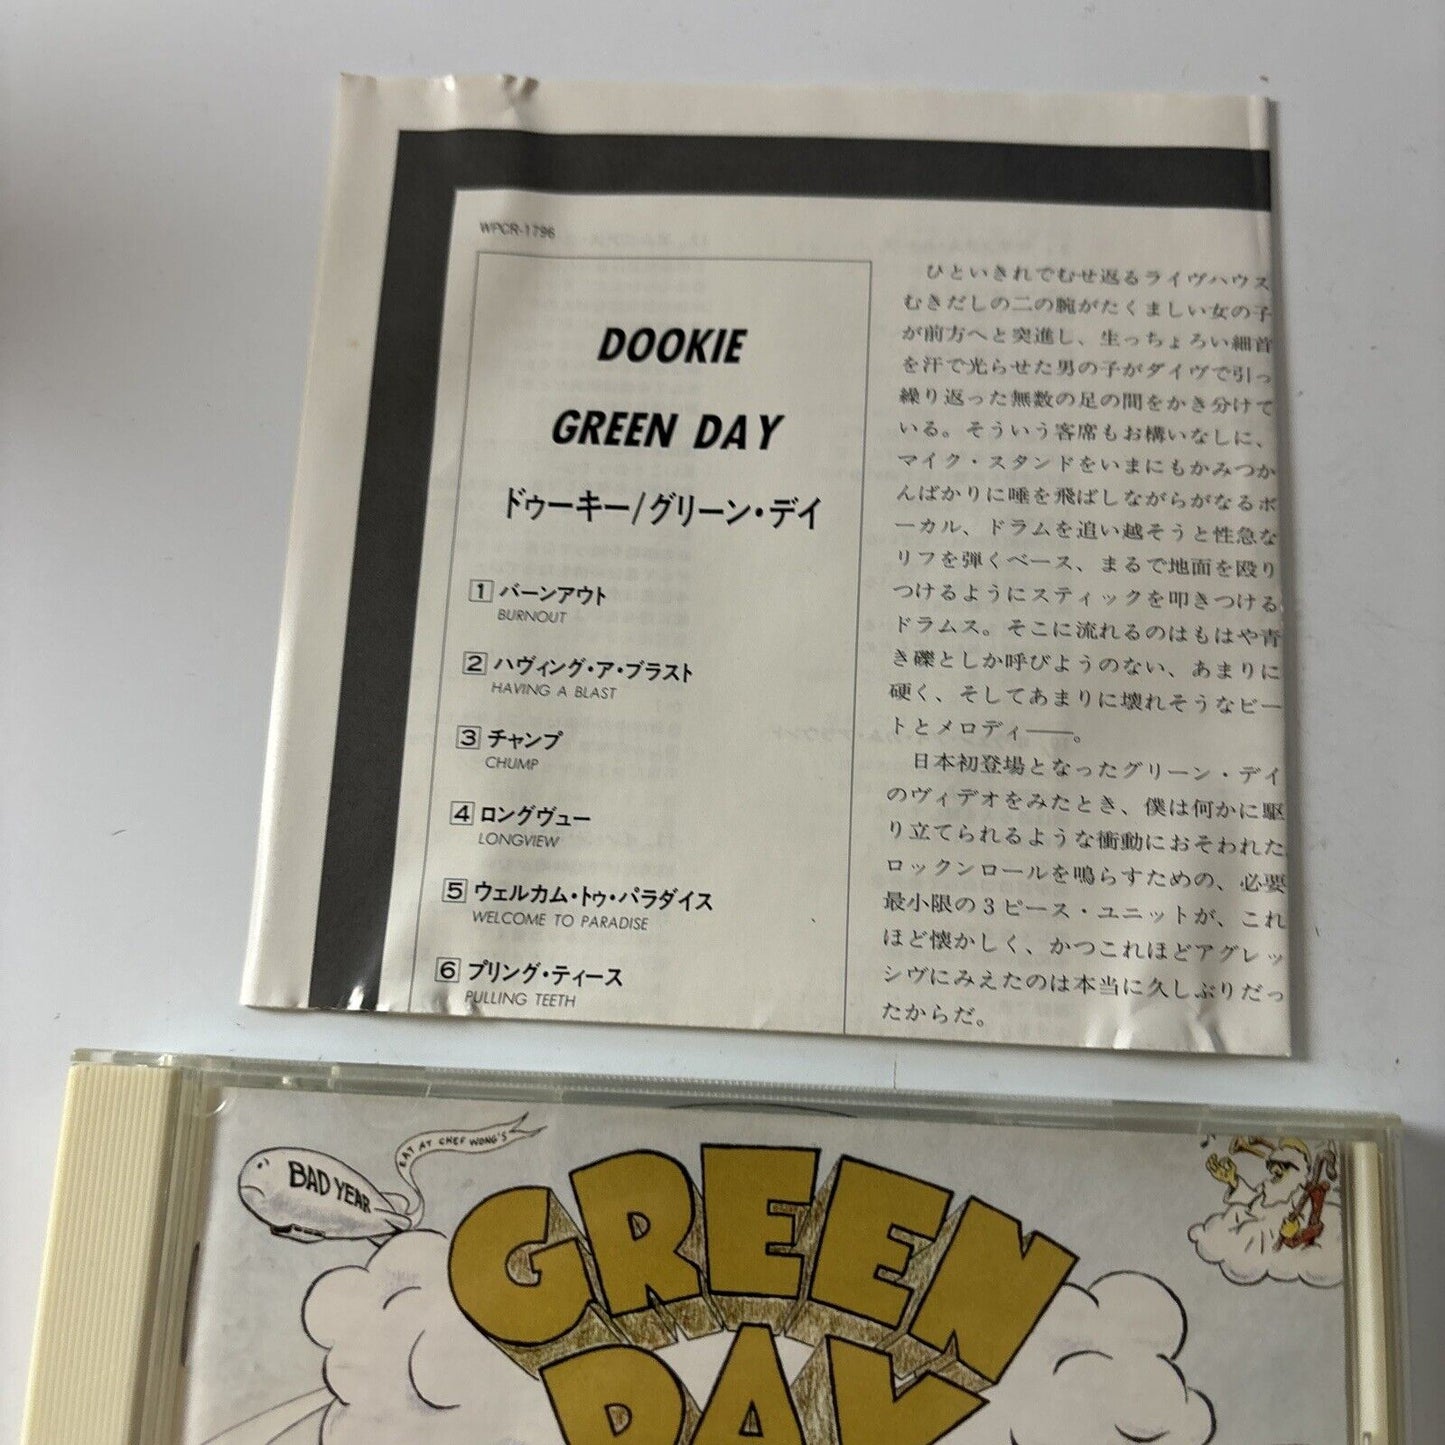 WPCR-1796
DOOKIE
GREEN DAY
ドゥーキー/グリーン・デイ
1 バーンアウト
BURNOUT
2 ハヴィング・ア・ブラスト
HAVING A BLAST
3 チャンプ
CHUMP
4 ロングヴュー
LONGVIEW
5 ウェルカム・トゥ・パラダイス
WELCOME TO PARADISE
6 プリング・ティース
PULLING TEETH
ひといきれでむせ返るライヴハウス
むきだしの二の腕がたくましい女の子
が前方へと突進し、生っちょろい細首
を汗で光らせた男の子がダイヴで引っ
繰り返った無数の足の間をかき分けて
いる。そういう客席もお構いなしに、
マイク・スタンドをいまにもかみつか
んばかりに唾を飛ばしながらがなるボ
ーカル、ドラムを追い越そうと性急な
リフを弾くベース、まるで地面を殴り
つけるようにスティックを叩きつける
ドラムス。そこに流れるのはもはや青
き礫としか呼びようのない、あまりに
硬く、そしてあまりに壊れそうなビー
トとメロディ――。
日本初登場となったグリーン・デイ
のヴィデオをみたとき、僕は何かに駆
り立てられるような衝動におそわれた
ロックンロールを鳴らすための、必要
最小限の3ピース・ユニットが、これ
ほど懐かしく、かつこれほどアグレッ
シヴにみえたのは本当に久しぶりだっ
たからだ。
EAT AT CHEF WONG'S
BAD YEAR
GREEN
DAY